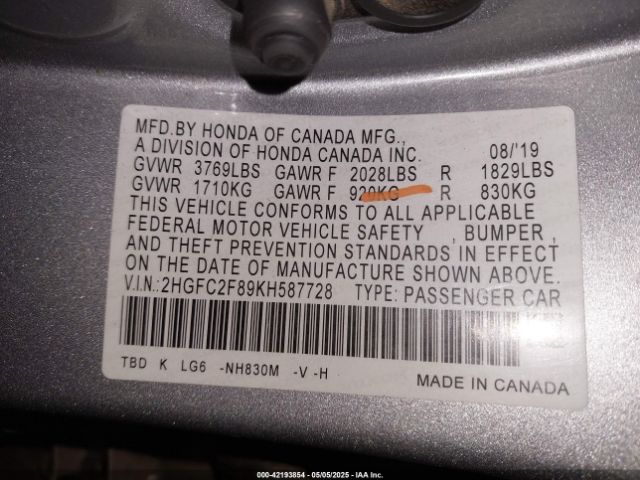 MFD.BY HONDA OF CANADA MFG.,
A DIVISION OF HONDA CANADA INC. 08/'19
GVWR 3769LBS GAWR F 2028LBS R 1829LBS
GVWR 1710KG GAWR F 920KG R 830KG
THIS VEHICLE CONFORMS TO ALL APPLICABLE
FEDERAL MOTOR VEHICLE SAFETY , BUMPER ,
AND THEFT PREVENTION STANDARDS IN EFFECT
ON THE DATE OF MANUFACTURE SHOWN ABOVE.
V.I.N.:2HGFC2F89KH587728 TYPE: PASSENGER CAR
TBD K LG6 -NH830M -V -H
MADE IN CANADA
000-42193854 - 05/05/2025 - IAA Inc.